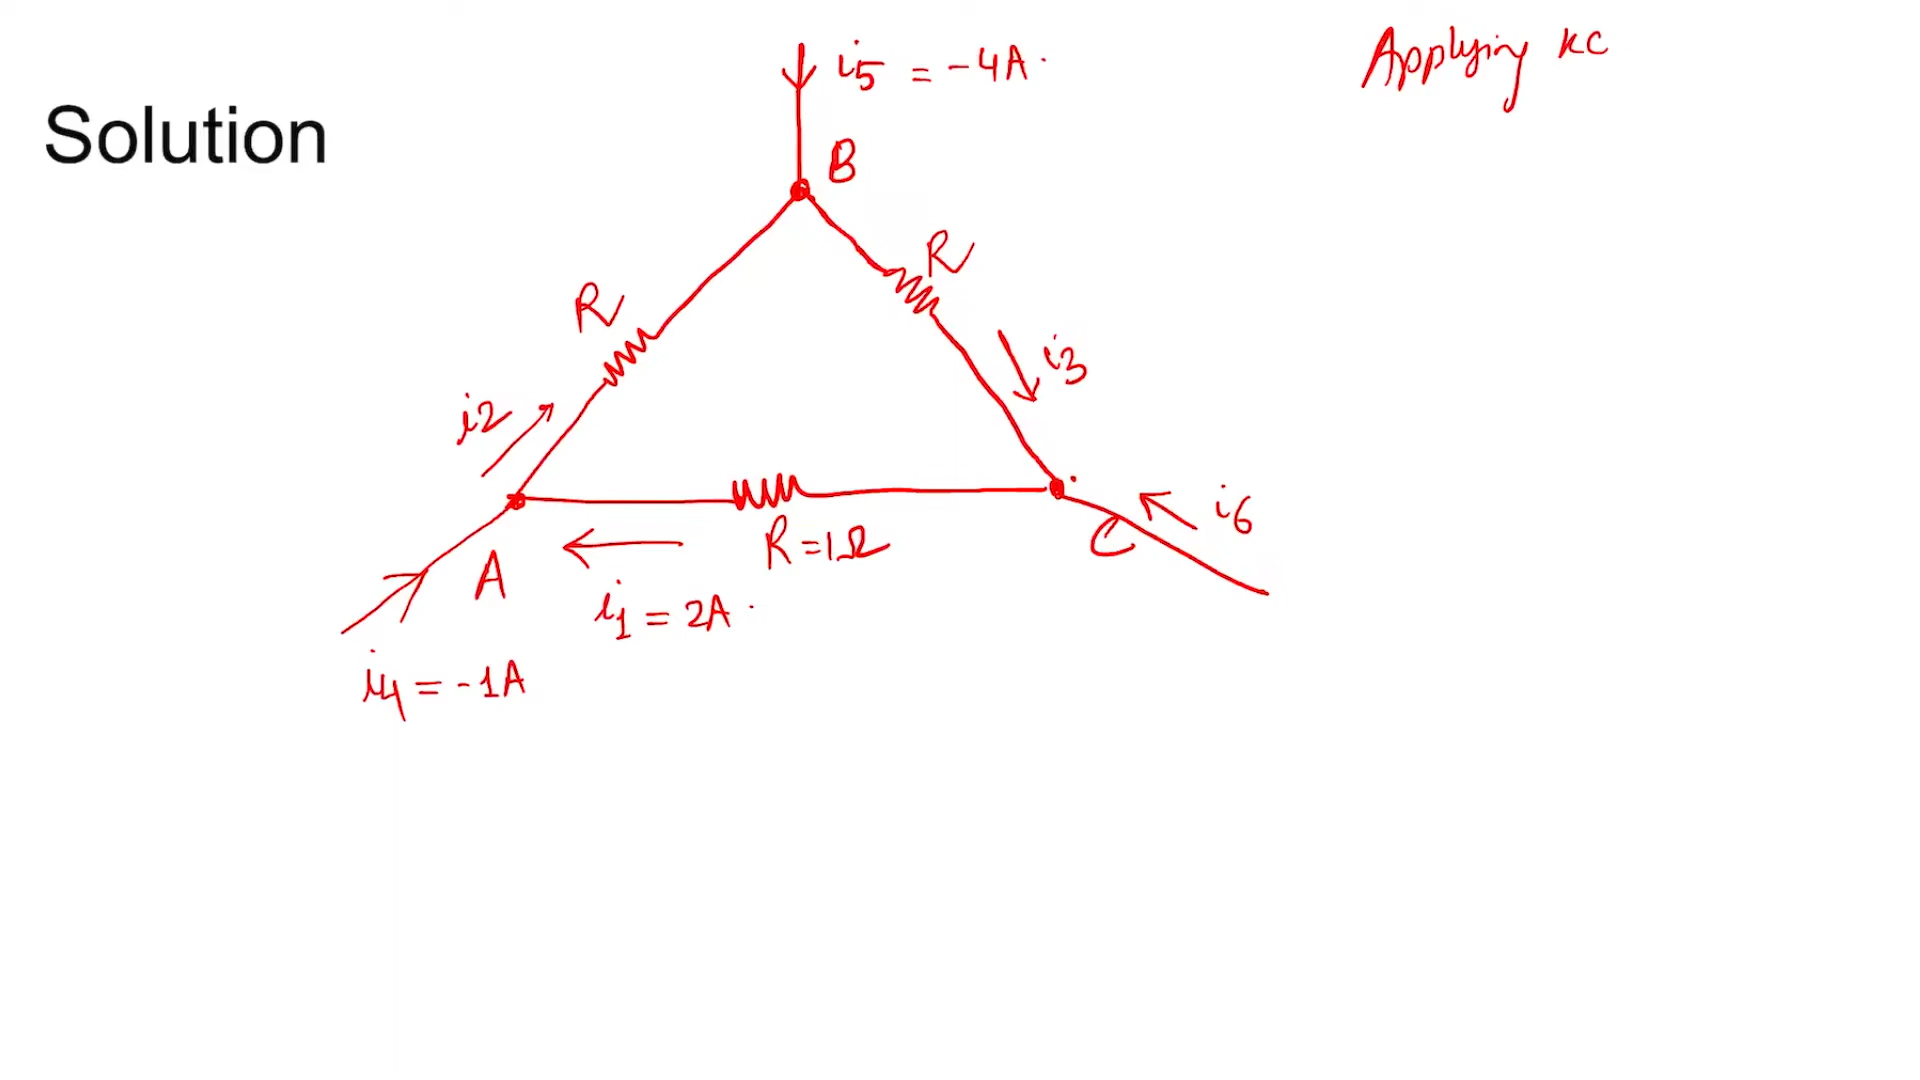 Solution
i5 = -4A.
Applying KC
B
R
R
i3
i2
i6
R=1Ω
C
A
i1 = 2A.
i4 = -1A